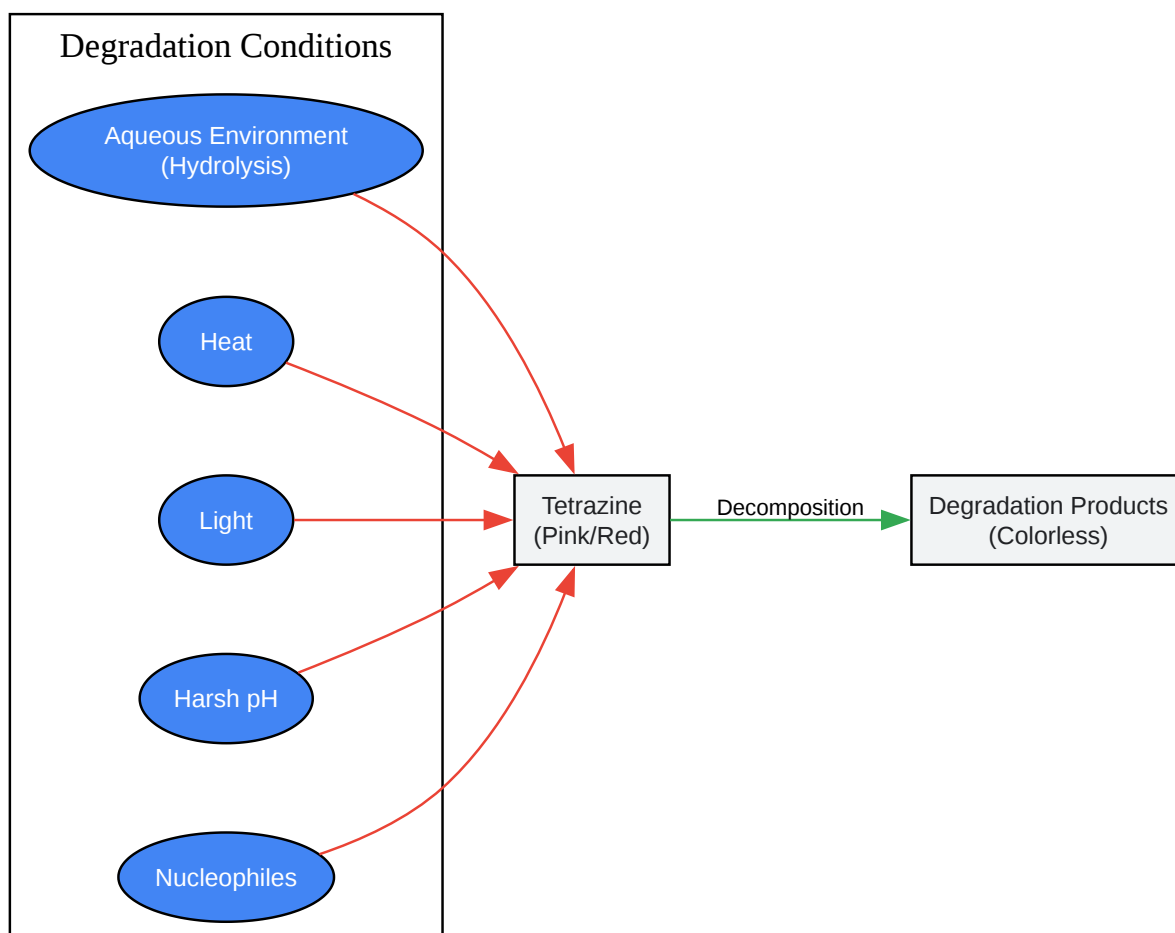 Degradation Conditions
Aqueous Environment
(Hydrolysis)
Heat
Light
Harsh pH
Nucleophiles
Tetrazine
(Pink/Red)
Decomposition
Degradation Products
(Colorless)